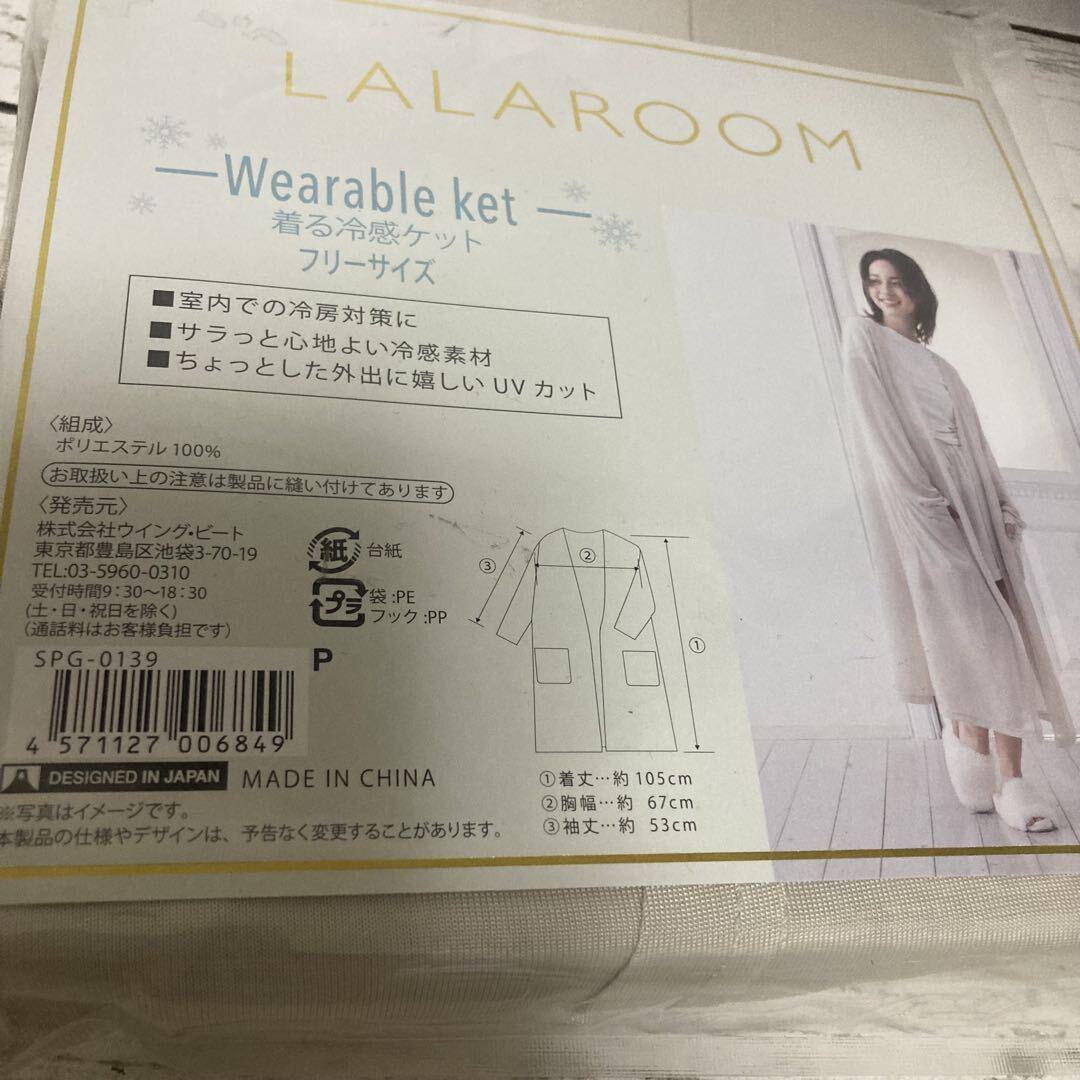 LALAROOM
Wearable ket
着る冷感ケット
フリーサイズ
■室内での冷房対策に
■サラっと心地よい冷感素材
■ちょっとした外出に嬉しいUVカット
〈組成〉
ポリエステル100%
お取扱い上の注意は製品に縫い付けてあります
〈発売元〉
株式会社ウイング・ビート
東京都豊島区池袋3-70-19
TEL:03-5960-0310
受付時間9:30〜18:30
(土・日・祝日を除く)
(通話料はお客様負担です)
紙 台紙
プラ 袋:PE
フック:PP
P
SPG-0139
4 571127 006849
DESIGNED IN JAPAN MADE IN CHINA
※写真はイメージです。
本製品の仕様やデザインは、予告なく変更することがあります。
③
②
①
①着丈…約 105cm
②胸幅…約 67cm
③袖丈…約 53cm